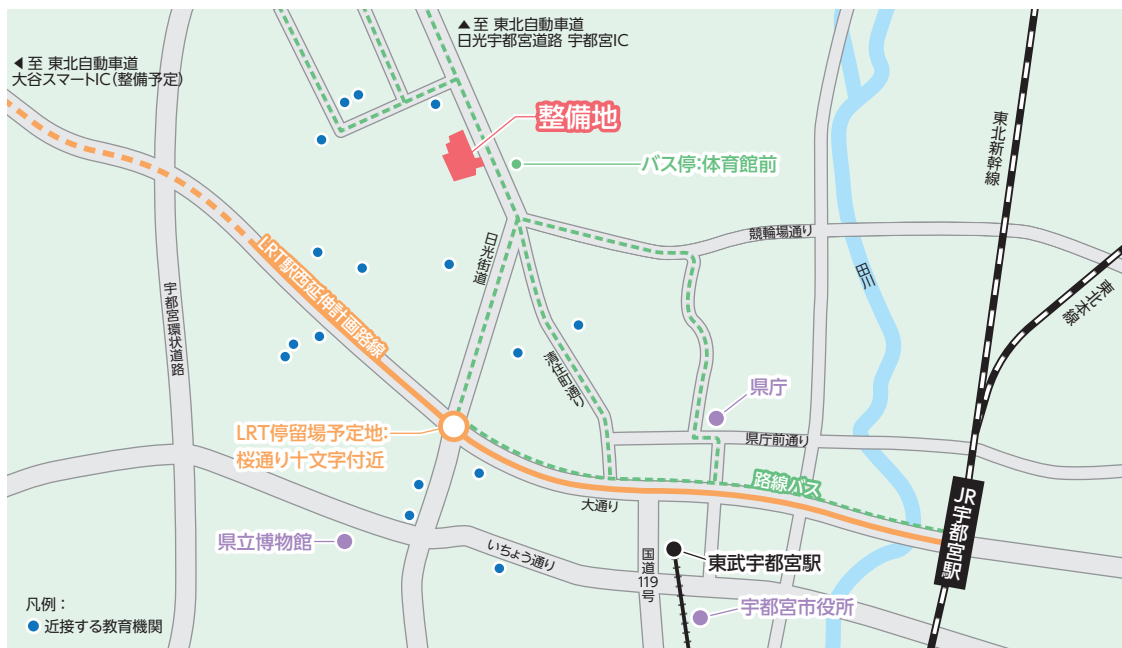 ▲至 東北自動車道
日光宇都宮道路 宇都宮IC
◀至 東北自動車道
大谷スマートIC(整備予定)
整備地
バス停:体育館前
東北新幹線
競輪場通り
日光街道
田川
東北本線
LRT駅西延伸計画路線
宇都宮環状道路
清住町通り
県庁
LRT停留場予定地:
桜通り十文字付近
県庁前通り
路線バス
大通り
JR宇都宮駅
県立博物館
いちょう通り
国道119号
東武宇都宮駅
宇都宮市役所
凡例:
近接する教育機関